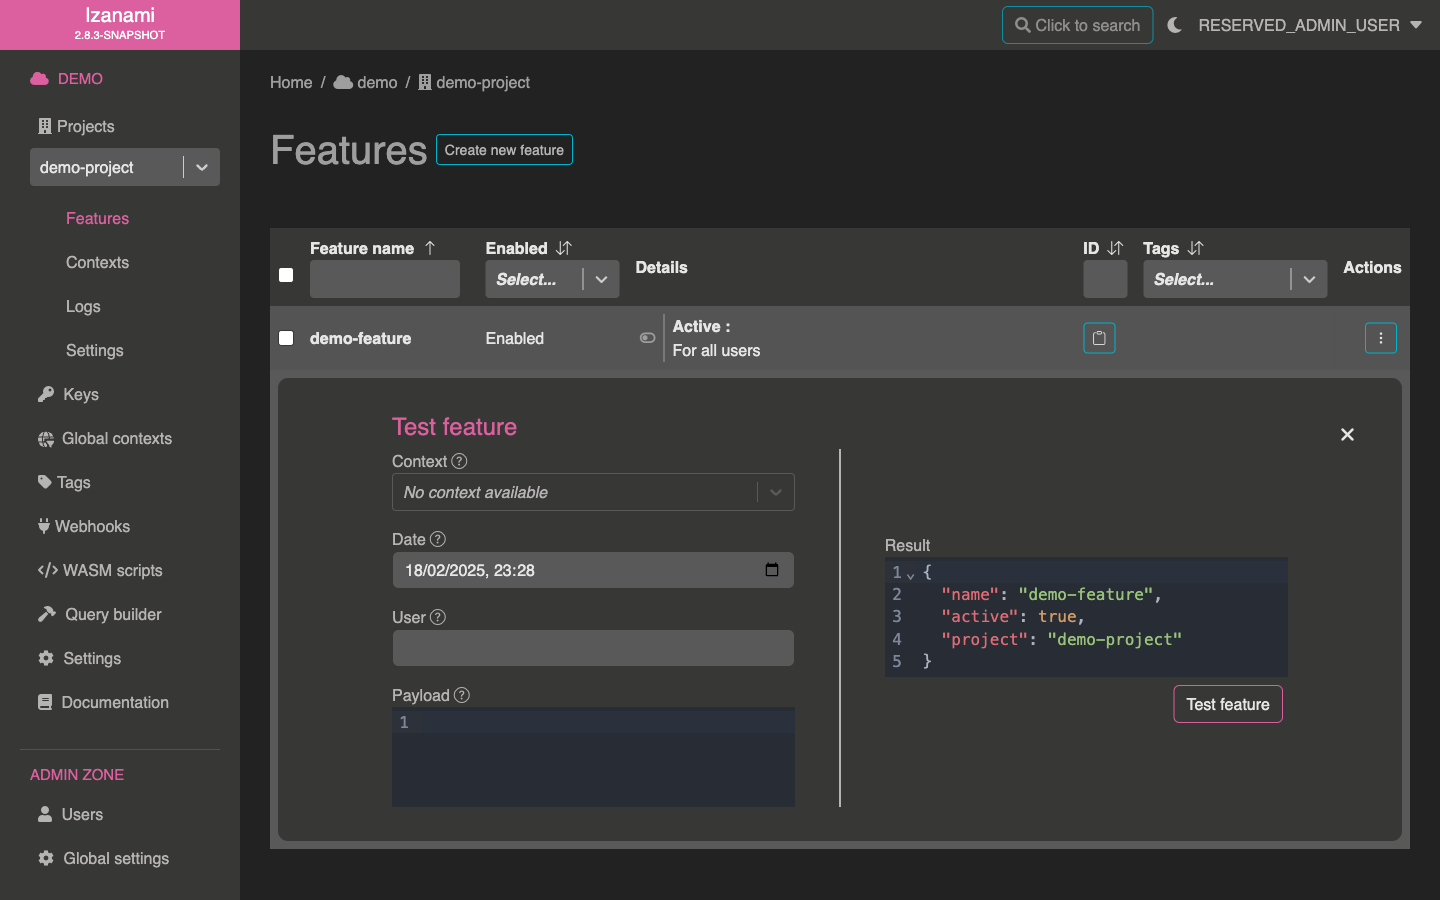 Izanami
2.8.3-SNAPSHOT
Click to search
RESERVED_ADMIN_USER
DEMO
Projects
demo-project
Features
Contexts
Logs
Settings
Keys
Global contexts
Tags
Webhooks
WASM scripts
Query builder
Settings
Documentation
ADMIN ZONE
Users
Global settings
Home / demo / demo-project
Features
Create new feature
Feature name
Enabled
Select...
Details
ID
Tags
Select...
Actions
demo-feature
Enabled
Active :
For all users
Test feature
Context
No context available
Date
18/02/2025, 23:28
User
Payload
1
Result
1 {
2 "name": "demo-feature",
3 "active": true,
4 "project": "demo-project"
5 }
Test feature